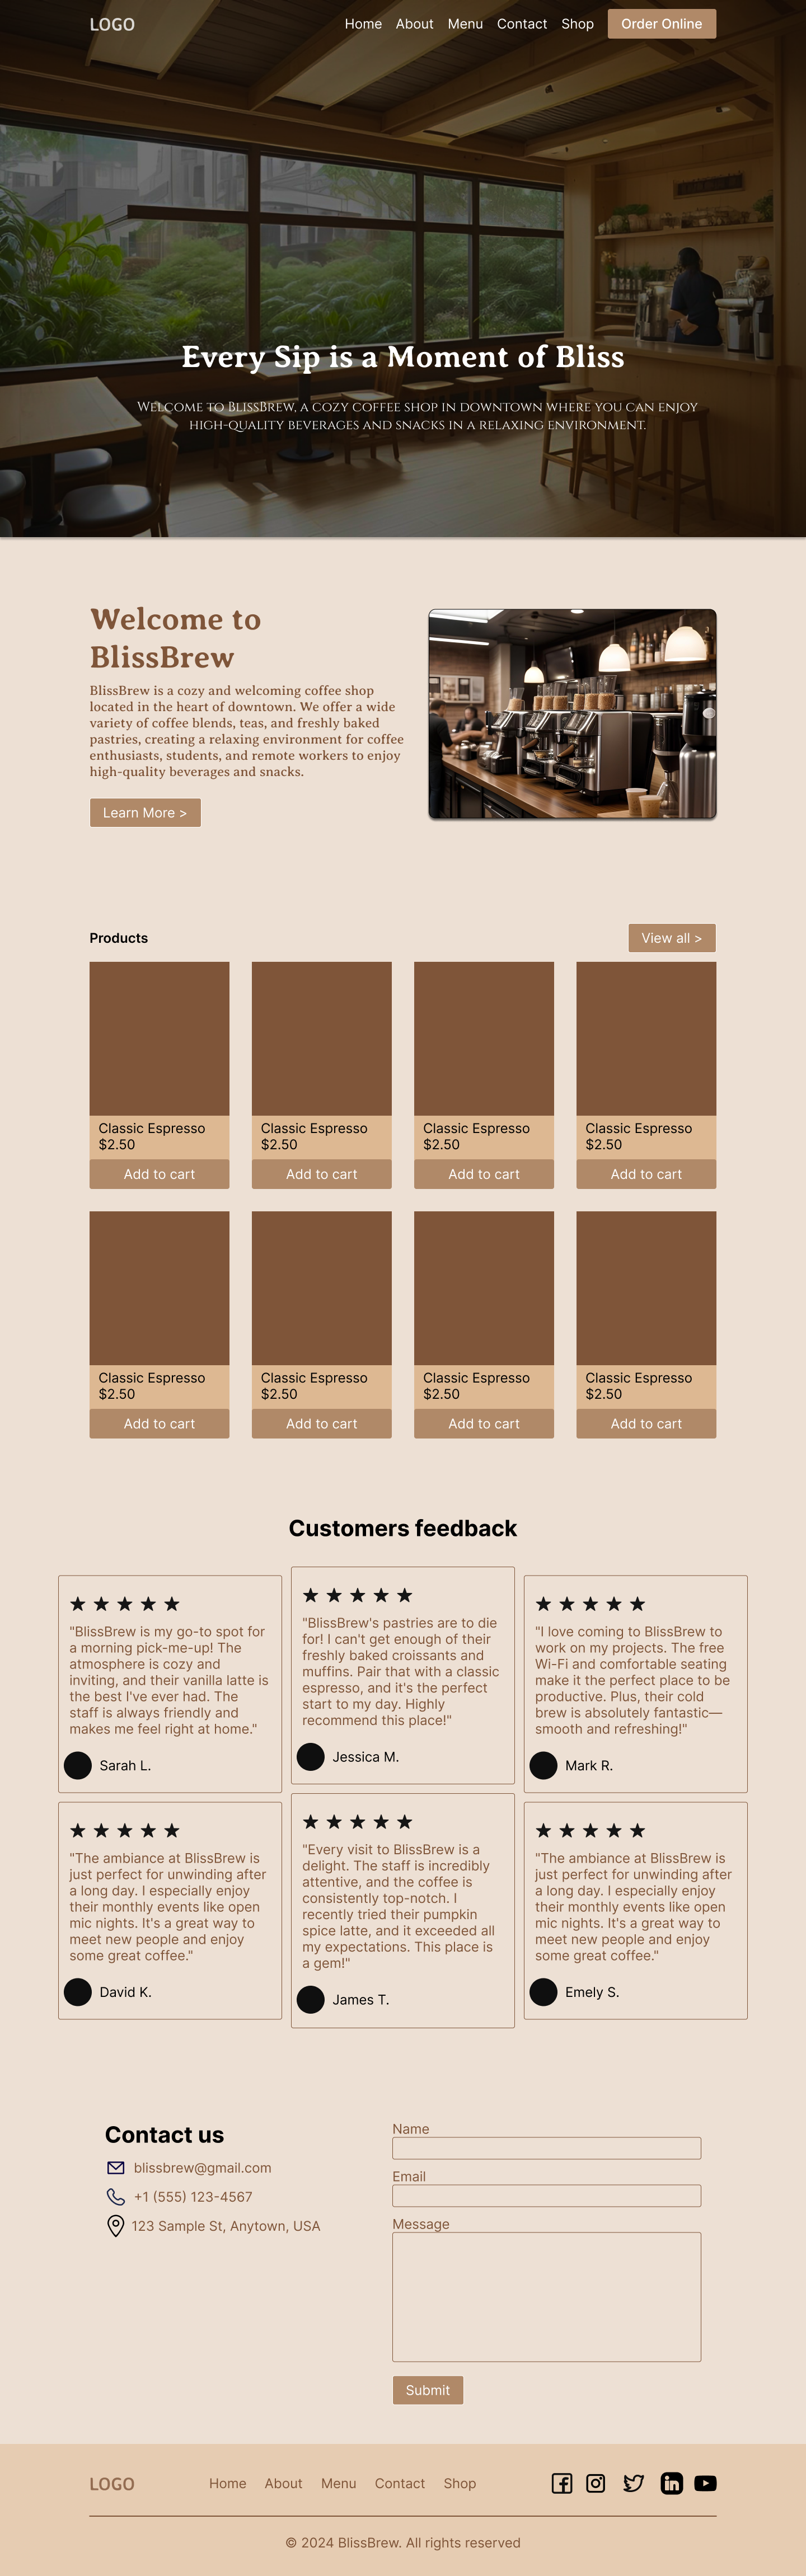 LOGO
Home About Menu Contact Shop Order Online
Every Sip is a Moment of Bliss
Welcome to BlissBrew, a cozy coffee shop in downtown where you can enjoy
high-quality beverages and snacks in a relaxing environment.
Welcome to
BlissBrew
BlissBrew is a cozy and welcoming coffee shop
located in the heart of downtown. We offer a wide
variety of coffee blends, teas, and freshly baked
pastries, creating a relaxing environment for coffee
enthusiasts, students, and remote workers to enjoy
high-quality beverages and snacks.
Learn More >
Products
View all >
Classic Espresso
$2.50
Add to cart
Classic Espresso
$2.50
Add to cart
Classic Espresso
$2.50
Add to cart
Classic Espresso
$2.50
Add to cart
Classic Espresso
$2.50
Add to cart
Classic Espresso
$2.50
Add to cart
Classic Espresso
$2.50
Add to cart
Classic Espresso
$2.50
Add to cart
Customers feedback
"BlissBrew is my go-to spot for
a morning pick-me-up! The
atmosphere is cozy and
inviting, and their vanilla latte is
the best I've ever had. The
staff is always friendly and
makes me feel right at home."
Sarah L.
"BlissBrew's pastries are to die
for! I can't get enough of their
freshly baked croissants and
muffins. Pair that with a classic
espresso, and it's the perfect
start to my day. Highly
recommend this place!"
Jessica M.
"I love coming to BlissBrew to
work on my projects. The free
Wi-Fi and comfortable seating
make it the perfect place to be
productive. Plus, their cold
brew is absolutely fantastic—
smooth and refreshing!"
Mark R.
"The ambiance at BlissBrew is
just perfect for unwinding after
a long day. I especially enjoy
their monthly events like open
mic nights. It's a great way to
meet new people and enjoy
some great coffee."
David K.
"Every visit to BlissBrew is a
delight. The staff is incredibly
attentive, and the coffee is
consistently top-notch. I
recently tried their pumpkin
spice latte, and it exceeded all
my expectations. This place is
a gem!"
James T.
"The ambiance at BlissBrew is
just perfect for unwinding after
a long day. I especially enjoy
their monthly events like open
mic nights. It's a great way to
meet new people and enjoy
some great coffee."
Emely S.
Contact us
blissbrew@gmail.com
+1 (555) 123-4567
123 Sample St, Anytown, USA
Name
Email
Message
Submit
LOGO
Home About Menu Contact Shop
in
© 2024 BlissBrew. All rights reserved